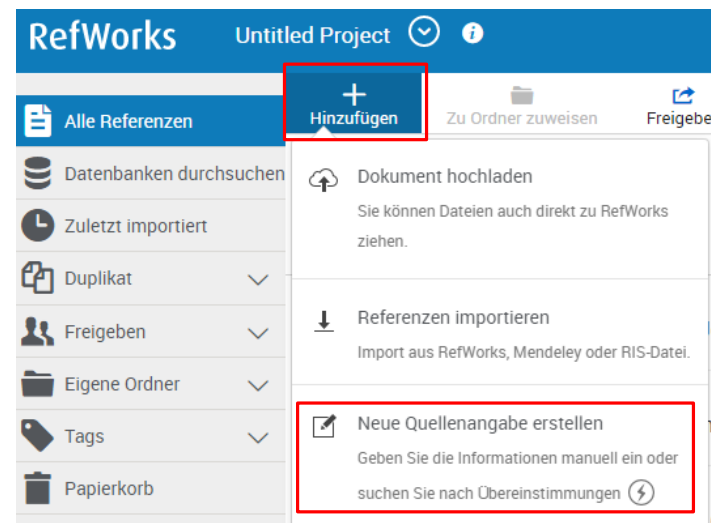 RefWorks Untitled Project
Hinzufügen Zu Ordner zuweisen Freigebe
Alle Referenzen
Datenbanken durchsuchen
Zuletzt importiert
Duplikat
Freigeben
Eigene Ordner
Tags
Papierkorb
Dokument hochladen
Sie können Dateien auch direkt zu RefWorks
ziehen.
Referenzen importieren
Import aus RefWorks, Mendeley oder RIS-Datei.
Neue Quellenangabe erstellen
Geben Sie die Informationen manuell ein oder
suchen Sie nach Übereinstimmungen